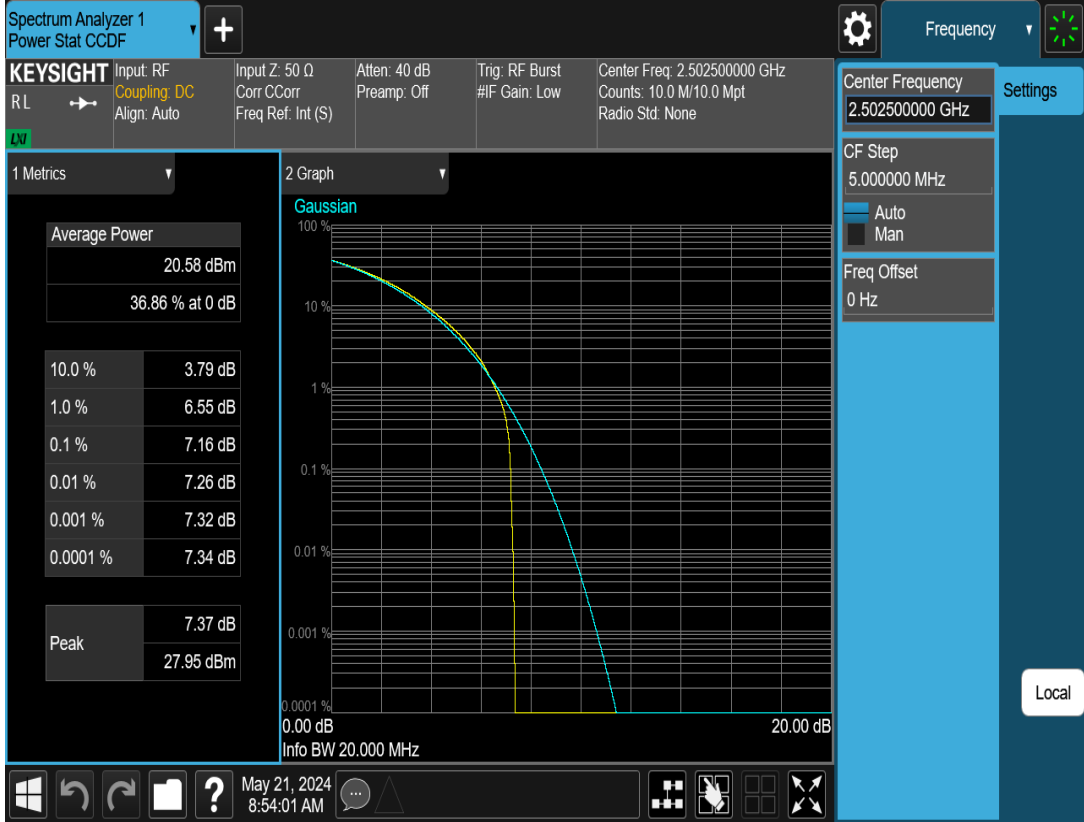 Spectrum Analyzer 1
Power Stat CCDF
Frequency
KEYSIGHT
R L
LXI
Input: RF
Coupling: DC
Align: Auto
Input Z: 50 Ω
Corr CCorr
Freq Ref: Int (S)
Atten: 40 dB
Preamp: Off
Trig: RF Burst
#IF Gain: Low
Center Freq: 2.502500000 GHz
Counts: 10.0 M/10.0 Mpt
Radio Std: None
Center Frequency
2.502500000 GHz
Settings
CF Step
5.000000 MHz
Auto
Man
Freq Offset
0 Hz
Local
1 Metrics
Average Power
20.58 dBm
36.86 % at 0 dB
10.0 % 3.79 dB
1.0 % 6.55 dB
0.1 % 7.16 dB
0.01 % 7.26 dB
0.001 % 7.32 dB
0.0001 % 7.34 dB
Peak
7.37 dB
27.95 dBm
2 Graph
Gaussian
100 %
10 %
1 %
0.1 %
0.01 %
0.001 %
0.0001 %
0.00 dB 20.00 dB
Info BW 20.000 MHz
May 21, 2024
8:54:01 AM